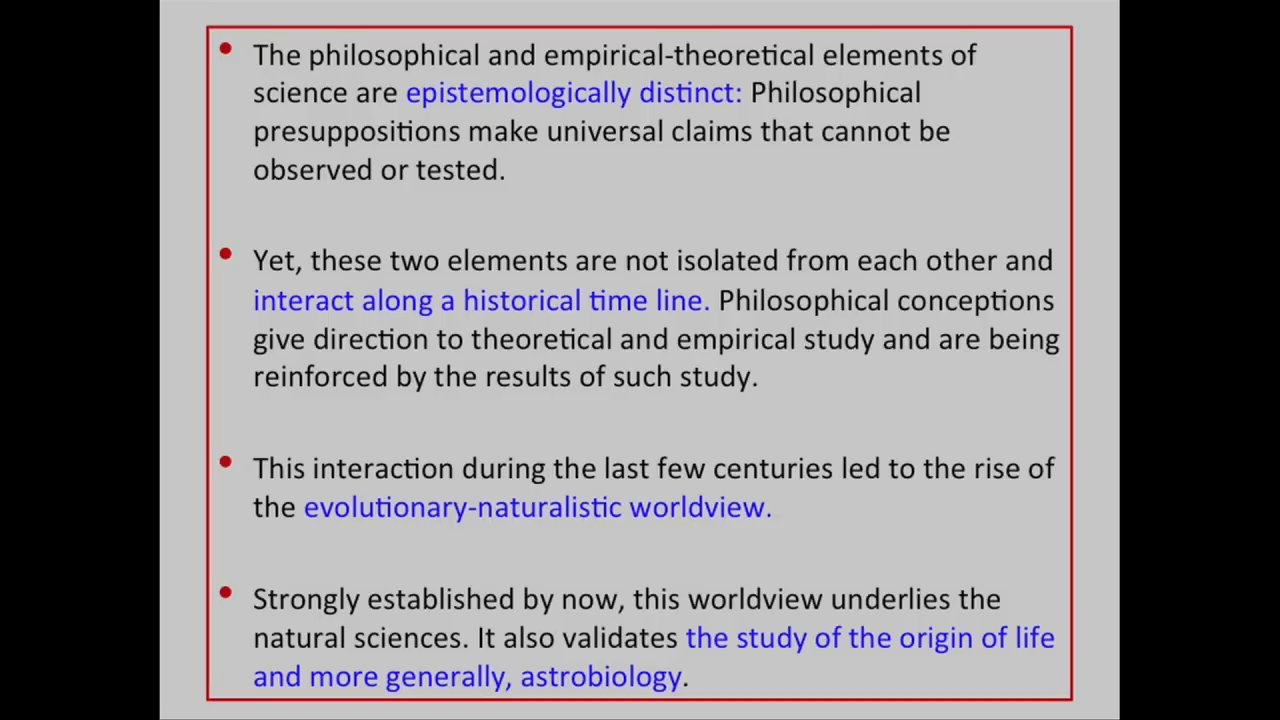 • The philosophical and empirical-theoretical elements of
science are epistemologically distinct: Philosophical
presuppositions make universal claims that cannot be
observed or tested.
• Yet, these two elements are not isolated from each other and
interact along a historical time line. Philosophical conceptions
give direction to theoretical and empirical study and are being
reinforced by the results of such study.
• This interaction during the last few centuries led to the rise of
the evolutionary-naturalistic worldview.
• Strongly established by now, this worldview underlies the
natural sciences. It also validates the study of the origin of life
and more generally, astrobiology.